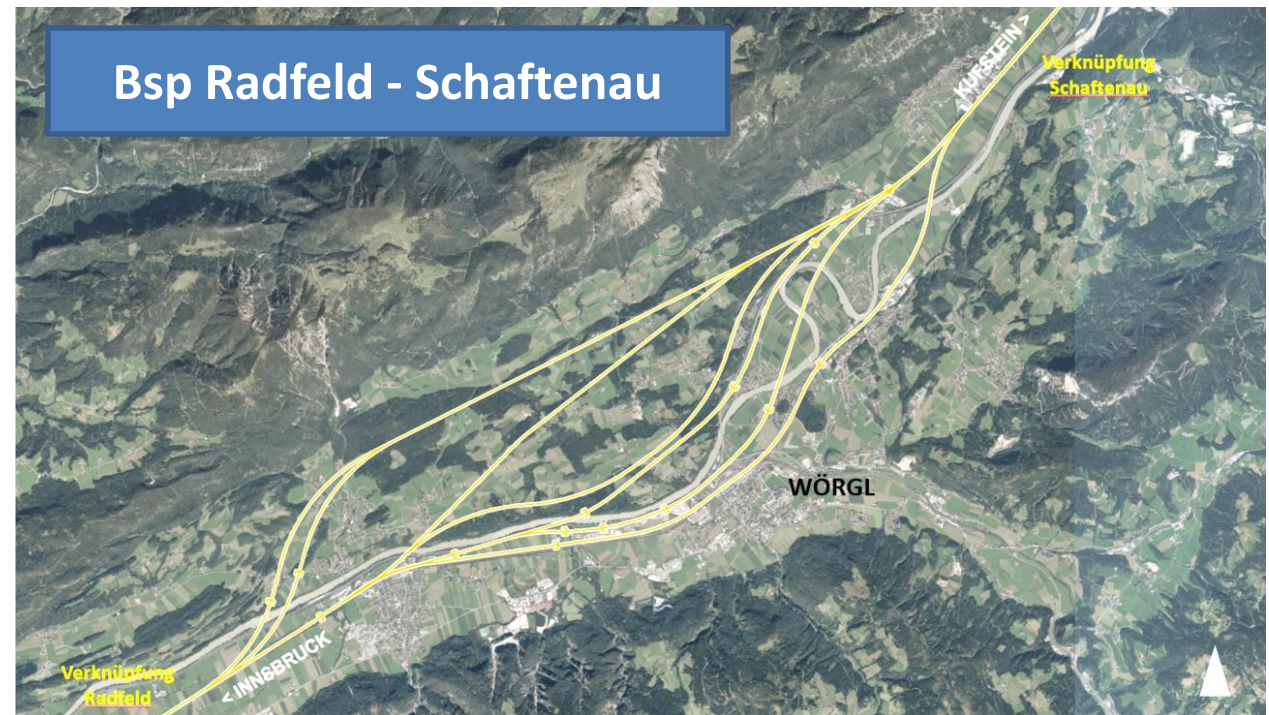 Bsp Radfeld - Schaftenau
KUFSTEIN >
Verknüpfung
Schaftenau
WÖRGL
< INNSBRUCK
Verknüpfung
Radfeld